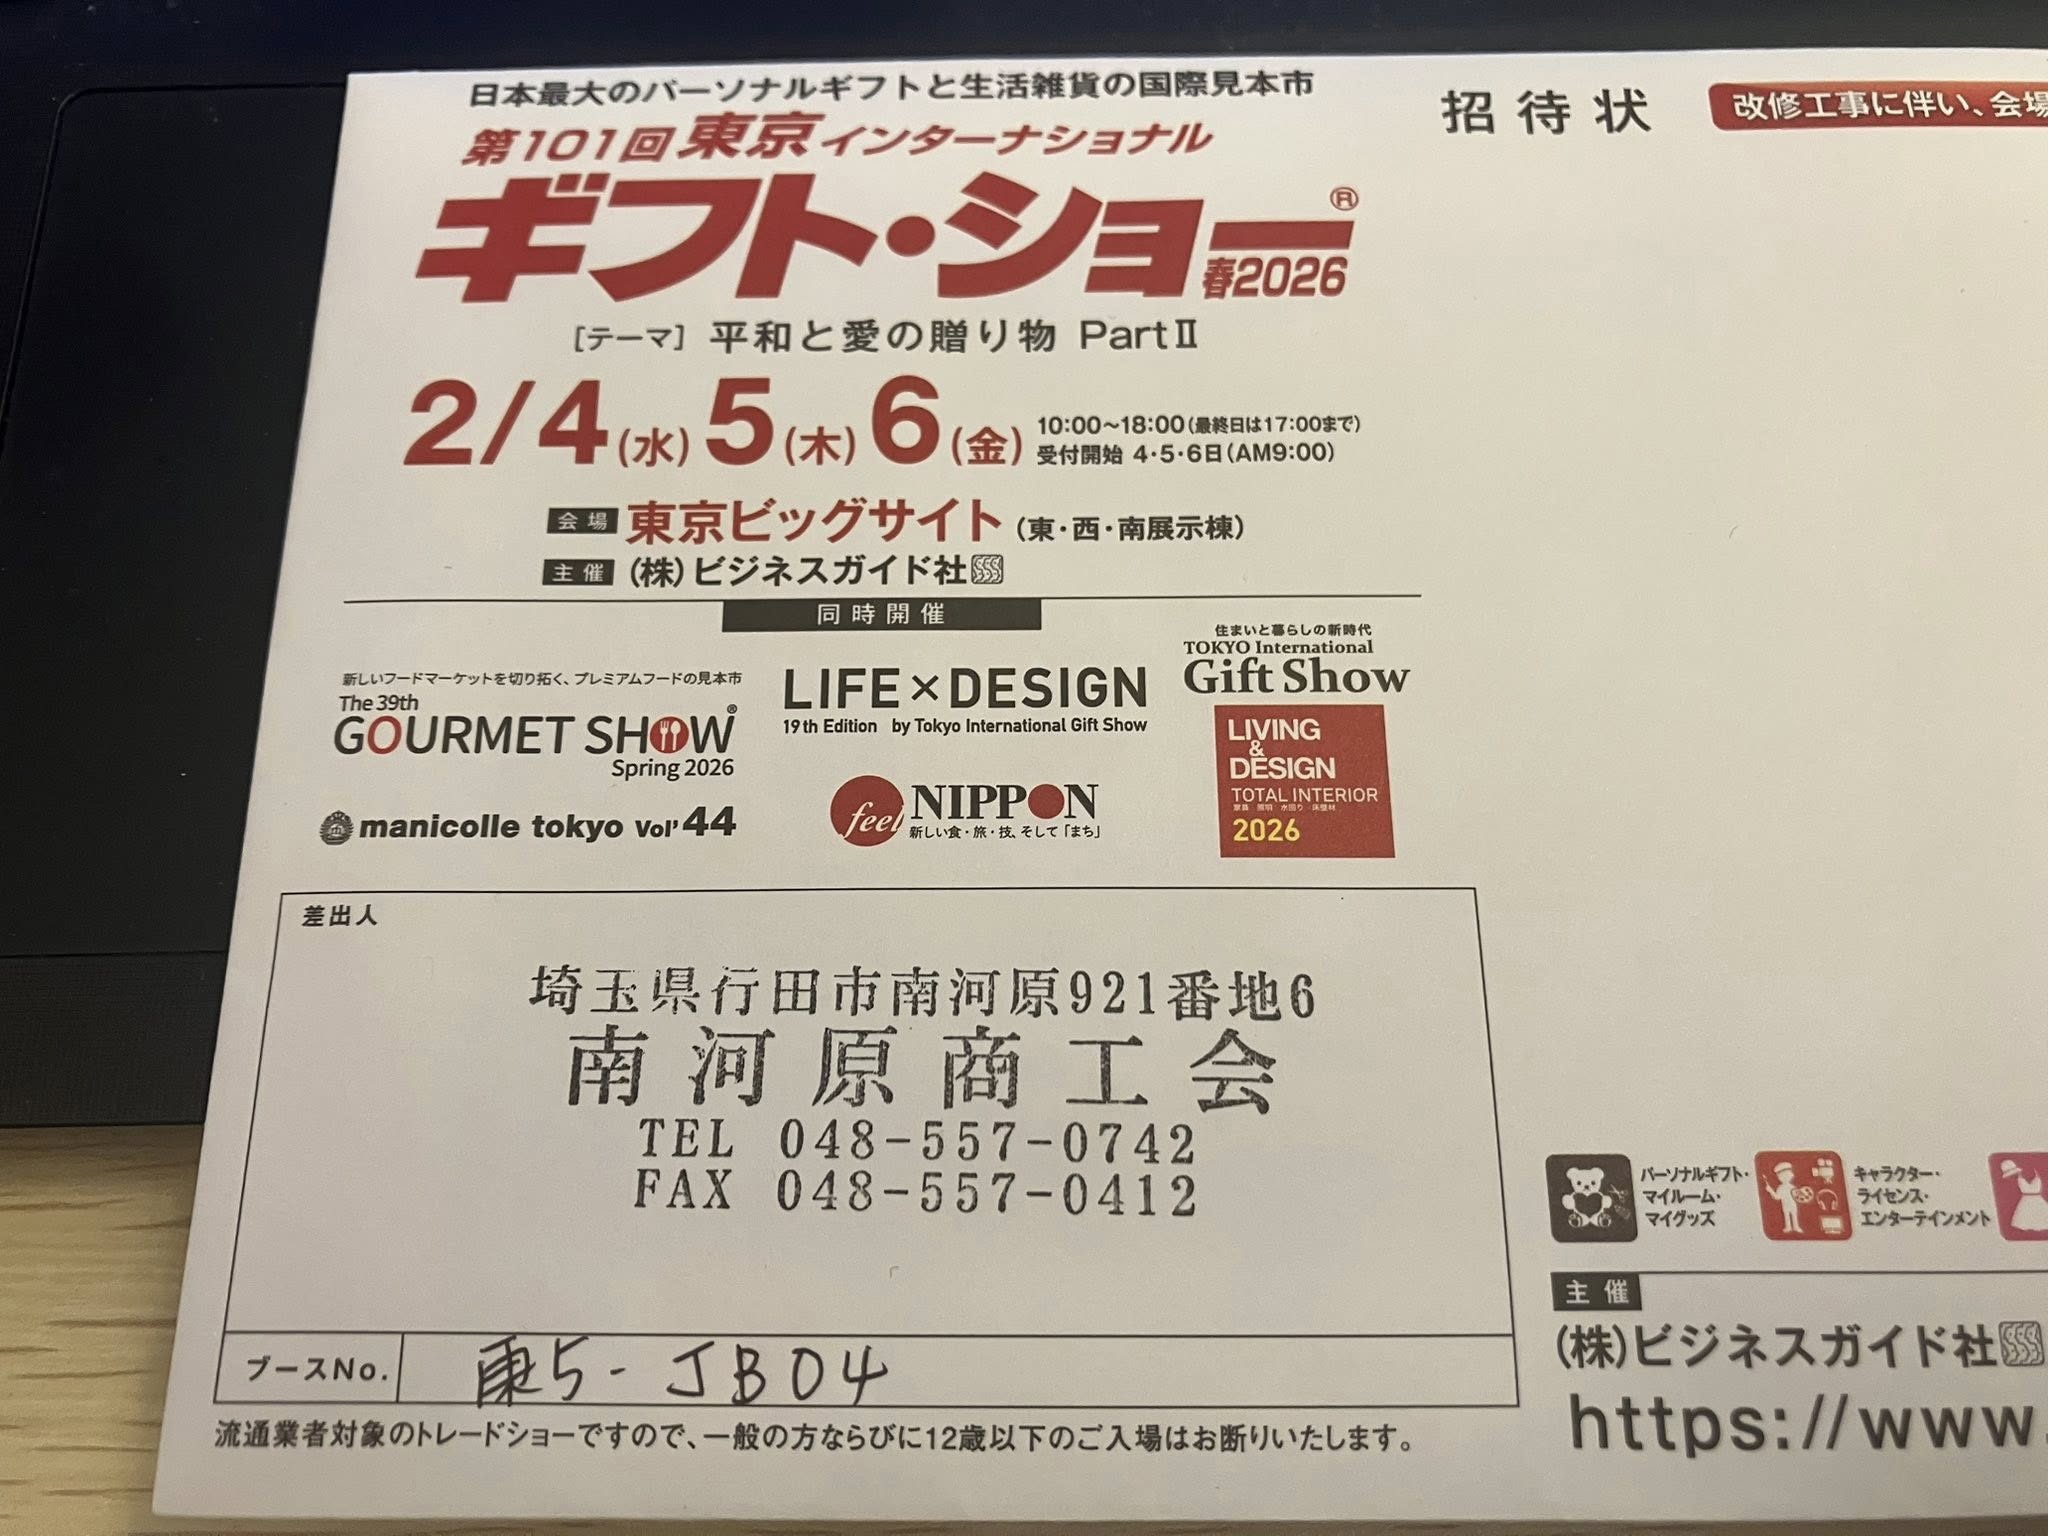 日本最大のパーソナルギフトと生活雑貨の国際見本市
第101回 東京インターナショナル
ギフト・ショー®
春2026
[テーマ] 平和と愛の贈り物 PartⅡ
2/4(水) 5(木) 6(金)
10:00~18:00(最終日は17:00まで)
受付開始 4・5・6日(AM9:00)
会場 東京ビッグサイト (東・西・南展示棟)
主催 (株)ビジネスガイド社
同時開催
新しいフードマーケットを切り拓く、プレミアムフードの見本市
The 39th
GOURMET SHOW®
Spring 2026
LIFE×DESIGN
19th Edition by Tokyo International Gift Show
住まいと暮らしの新時代
TOKYO International
Gift Show
LIVING
&
DESIGN
TOTAL INTERIOR
家具 照明 水回り 床壁材
2026
manicolle tokyo vol'44
feel NIPPON
新しい食・旅・技、そして「まち」
差出人
埼玉県行田市南河原921番地6
南河原商工会
TEL 048-557-0742
FAX 048-557-0412
ブースNo. 東5-JB04
流通業者対象のトレードショーですので、一般の方ならびに12歳以下のご入場はお断りいたします。
招待状
改修工事に伴い、会場
パーソナルギフト・
マイルーム・
マイグッズ
キャラクター・
ライセンス・
エンターテインメント
主催
(株)ビジネスガイド社
https://www.